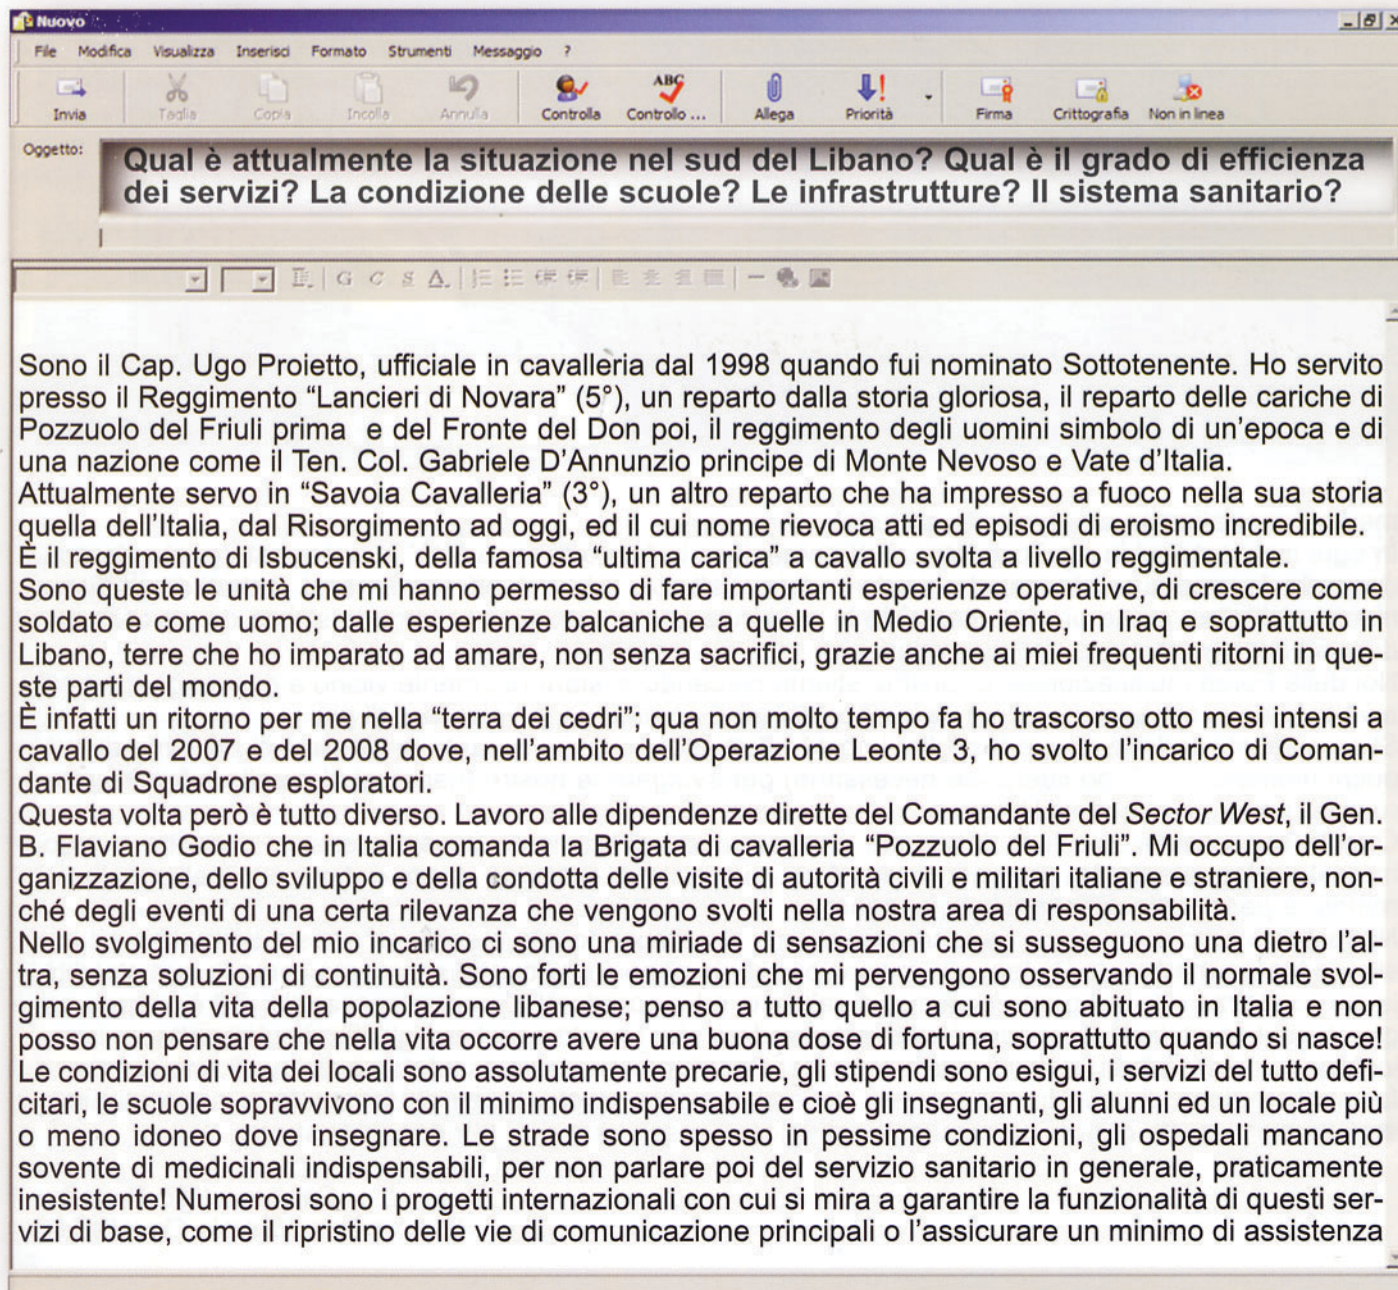 Nuovo
File Modifica Visualizza Inserisci Formato Strumenti Messaggio ?
Invia Taglia Copia Incolla Annulla Controlla Controllo ... Allega Priorità Firma Crittografia Non in linea
ABC
Oggetto:
Qual è attualmente la situazione nel sud del Libano? Qual è il grado di efficienza
dei servizi? La condizione delle scuole? Le infrastrutture? Il sistema sanitario?
G C S A
Sono il Cap. Ugo Proietto, ufficiale in cavalleria dal 1998 quando fui nominato Sottotenente. Ho servito
presso il Reggimento “Lancieri di Novara” (5°), un reparto dalla storia gloriosa, il reparto delle cariche di
Pozzuolo del Friuli prima e del Fronte del Don poi, il reggimento degli uomini simbolo di un'epoca e di
una nazione come il Ten. Col. Gabriele D'Annunzio principe di Monte Nevoso e Vate d'Italia.
Attualmente servo in “Savoia Cavalleria” (3°), un altro reparto che ha impresso a fuoco nella sua storia
quella dell'Italia, dal Risorgimento ad oggi, ed il cui nome rievoca atti ed episodi di eroismo incredibile.
È il reggimento di Isbucenski, della famosa “ultima carica” a cavallo svolta a livello reggimentale.
Sono queste le unità che mi hanno permesso di fare importanti esperienze operative, di crescere come
soldato e come uomo; dalle esperienze balcaniche a quelle in Medio Oriente, in Iraq e soprattutto in
Libano, terre che ho imparato ad amare, non senza sacrifici, grazie anche ai miei frequenti ritorni in que-
ste parti del mondo.
È infatti un ritorno per me nella “terra dei cedri”; qua non molto tempo fa ho trascorso otto mesi intensi a
cavallo del 2007 e del 2008 dove, nell'ambito dell'Operazione Leonte 3, ho svolto l'incarico di Coman-
dante di Squadrone esploratori.
Questa volta però è tutto diverso. Lavoro alle dipendenze dirette del Comandante del Sector West, il Gen.
B. Flaviano Godio che in Italia comanda la Brigata di cavalleria “Pozzuolo del Friuli”. Mi occupo dell'or-
ganizzazione, dello sviluppo e della condotta delle visite di autorità civili e militari italiane e straniere, non-
ché degli eventi di una certa rilevanza che vengono svolti nella nostra area di responsabilità.
Nello svolgimento del mio incarico ci sono una miriade di sensazioni che si susseguono una dietro l'al-
tra, senza soluzioni di continuità. Sono forti le emozioni che mi pervengono osservando il normale svol-
gimento della vita della popolazione libanese; penso a tutto quello a cui sono abituato in Italia e non
posso non pensare che nella vita occorre avere una buona dose di fortuna, soprattutto quando si nasce!
Le condizioni di vita dei locali sono assolutamente precarie, gli stipendi sono esigui, i servizi del tutto defi-
citari, le scuole sopravvivono con il minimo indispensabile e cioè gli insegnanti, gli alunni ed un locale più
o meno idoneo dove insegnare. Le strade sono spesso in pessime condizioni, gli ospedali mancano
sovente di medicinali indispensabili, per non parlare poi del servizio sanitario in generale, praticamente
inesistente! Numerosi sono i progetti internazionali con cui si mira a garantire la funzionalità di questi ser-
vizi di base, come il ripristino delle vie di comunicazione principali o l'assicurare un minimo di assistenza